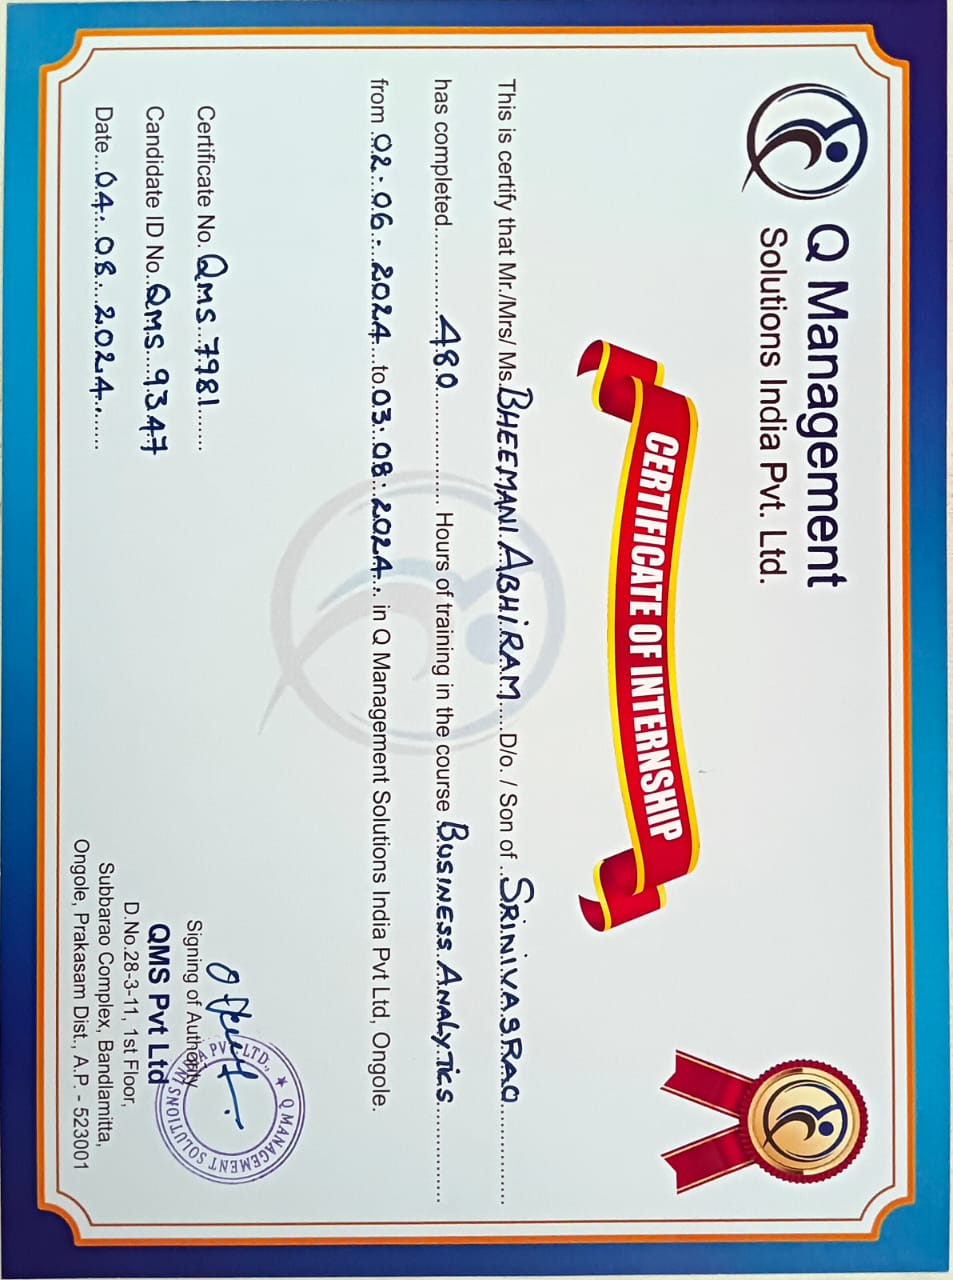 Q Management
Solutions India Pvt. Ltd.
CERTIFICATE OF INTERNSHIP
This is certify that Mr./Mrs/ Ms. BHEEMANI ABHIRAM D/o. / Son of SRINIVASRAO
has completed 480 Hours of training in the course BUSINESS ANALYTICS
from 02.06.2024 to 03.08.2024 in Q Management Solutions India Pvt Ltd, Ongole.
Certificate No. QMS 7981
Candidate ID No. QMS 9347
Date 04.08.2024
Signing of Authority
QMS Pvt Ltd
D.No.28-3-11, 1st Floor,
Subbarao Complex, Bandlamitta,
Ongole, Prakasam Dist., A.P. - 523001
★ Q MANAGEMENT SOLUTIONS INDIA PVT LTD.,